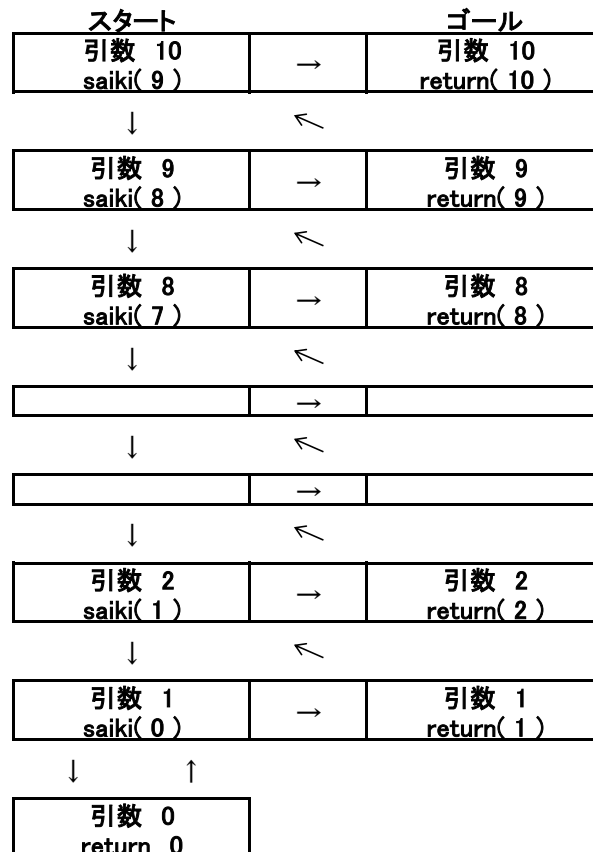 スタート ゴール
引数 10 → 引数 10
saiki( 9 ) return( 10 )
↓ ↖
引数 9 → 引数 9
saiki( 8 ) return( 9 )
↓ ↖
引数 8 → 引数 8
saiki( 7 ) return( 8 )
↓ ↖
→
↓ ↖
→
↓ ↖
引数 2 → 引数 2
saiki( 1 ) return( 2 )
↓ ↖
引数 1 → 引数 1
saiki( 0 ) return( 1 )
↓ ↑
引数 0
return 0